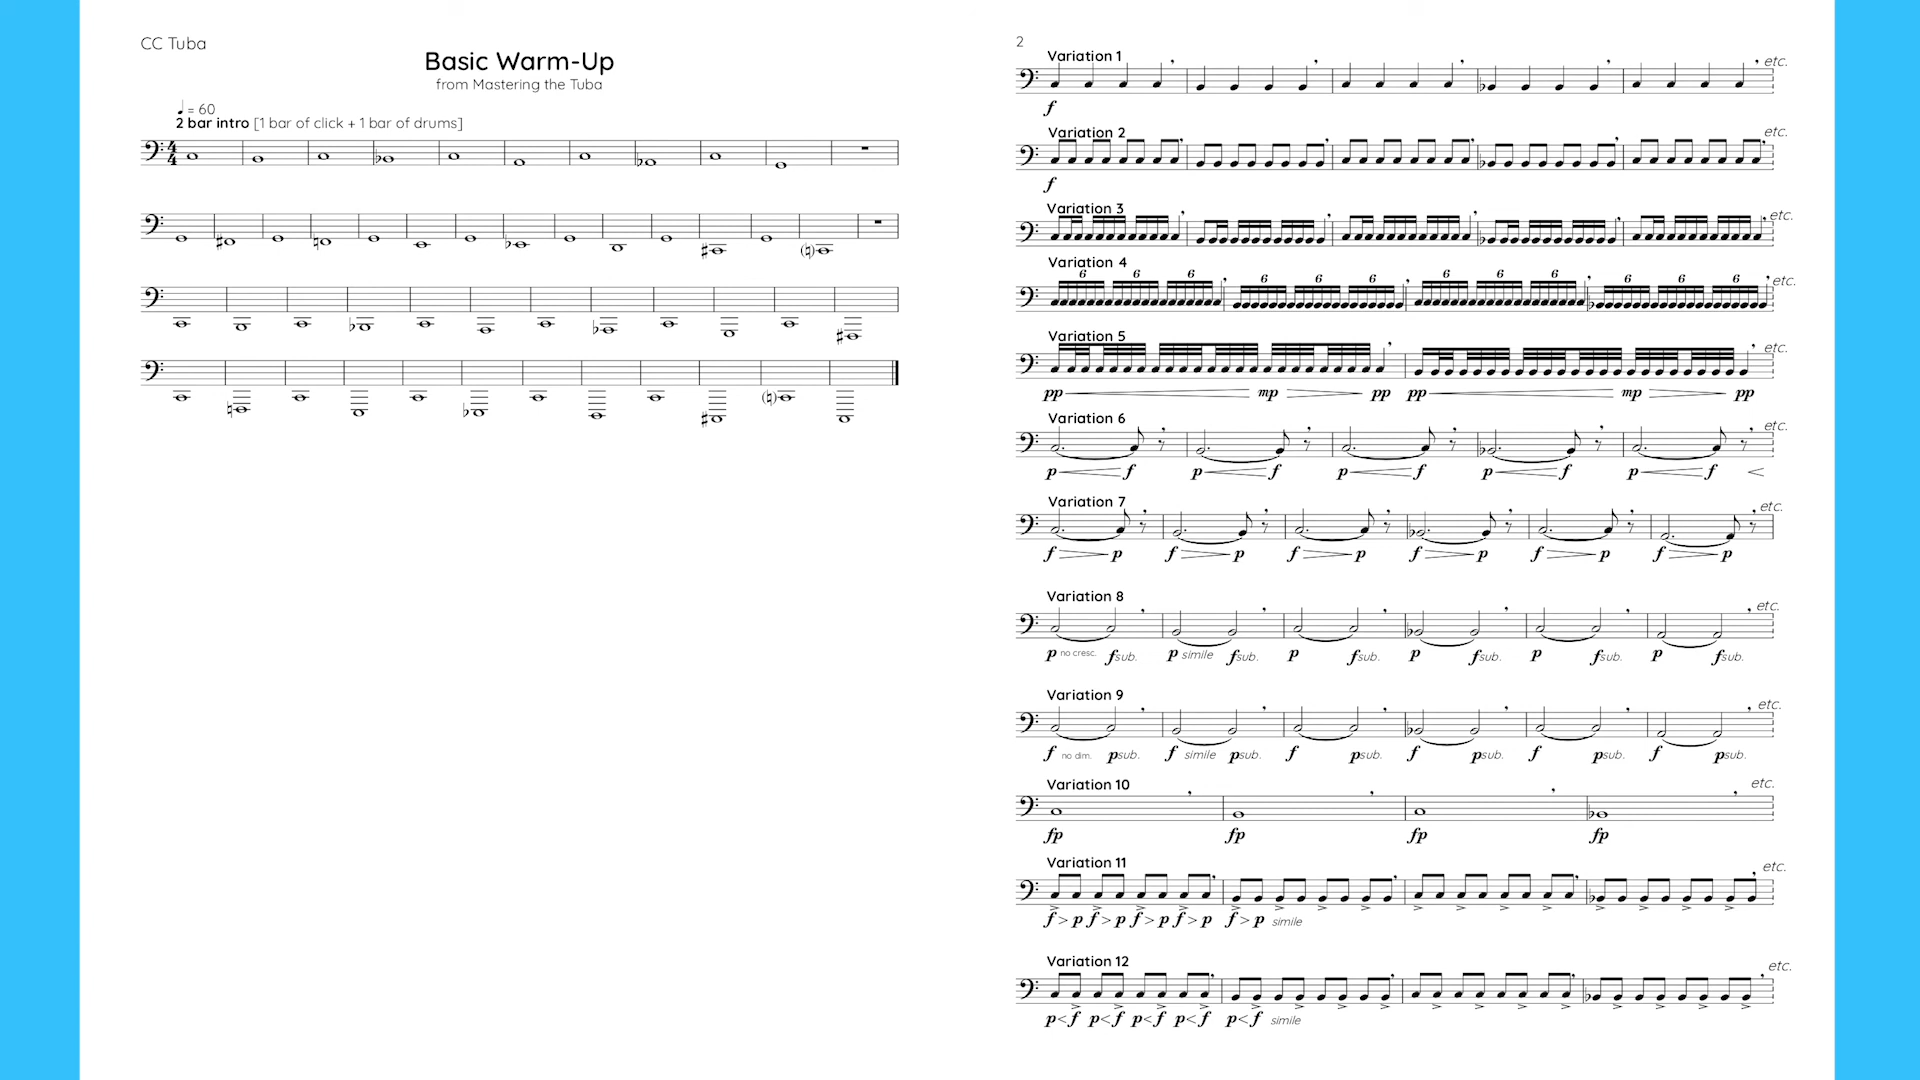 CC Tuba
Basic Warm-Up
from Mastering the Tuba
♩ = 60
2 bar intro [1 bar of click + 1 bar of drums]
2
Variation 1
etc.
f
Variation 2
etc.
f
Variation 3
etc.
Variation 4
etc.
6 6 6 6 6 6 6 6 6 6 6 6
Variation 5
etc.
pp mp pp pp mp pp
Variation 6
etc.
p f p f p f p f p f
Variation 7
etc.
f p f p f p f p f p f p
Variation 8
etc.
p no cresc. f sub. p simile f sub. p f sub. p f sub. p f sub. p f sub.
Variation 9
etc.
f no dim. p sub. f simile p sub. f p sub. f p sub. f p sub. f p sub.
Variation 10
etc.
fp fp fp fp
Variation 11
etc.
f > p f > p f > p f > p f > p simile
Variation 12
etc.
p < f p < f p < f p < f p < f simile